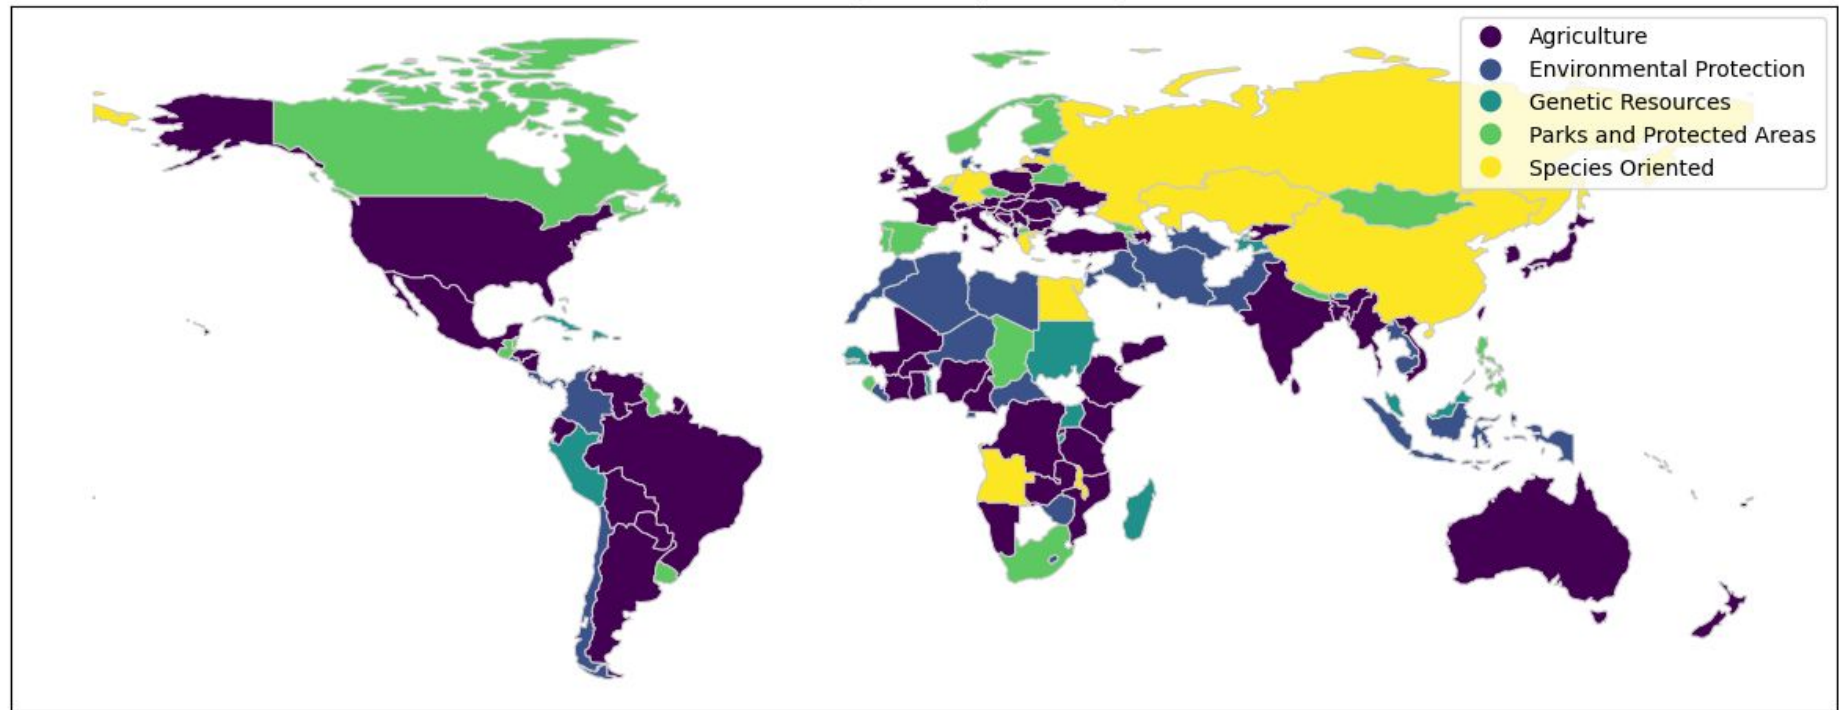 Agriculture
Environmental Protection
Genetic Resources
Parks and Protected Areas
Species Oriented